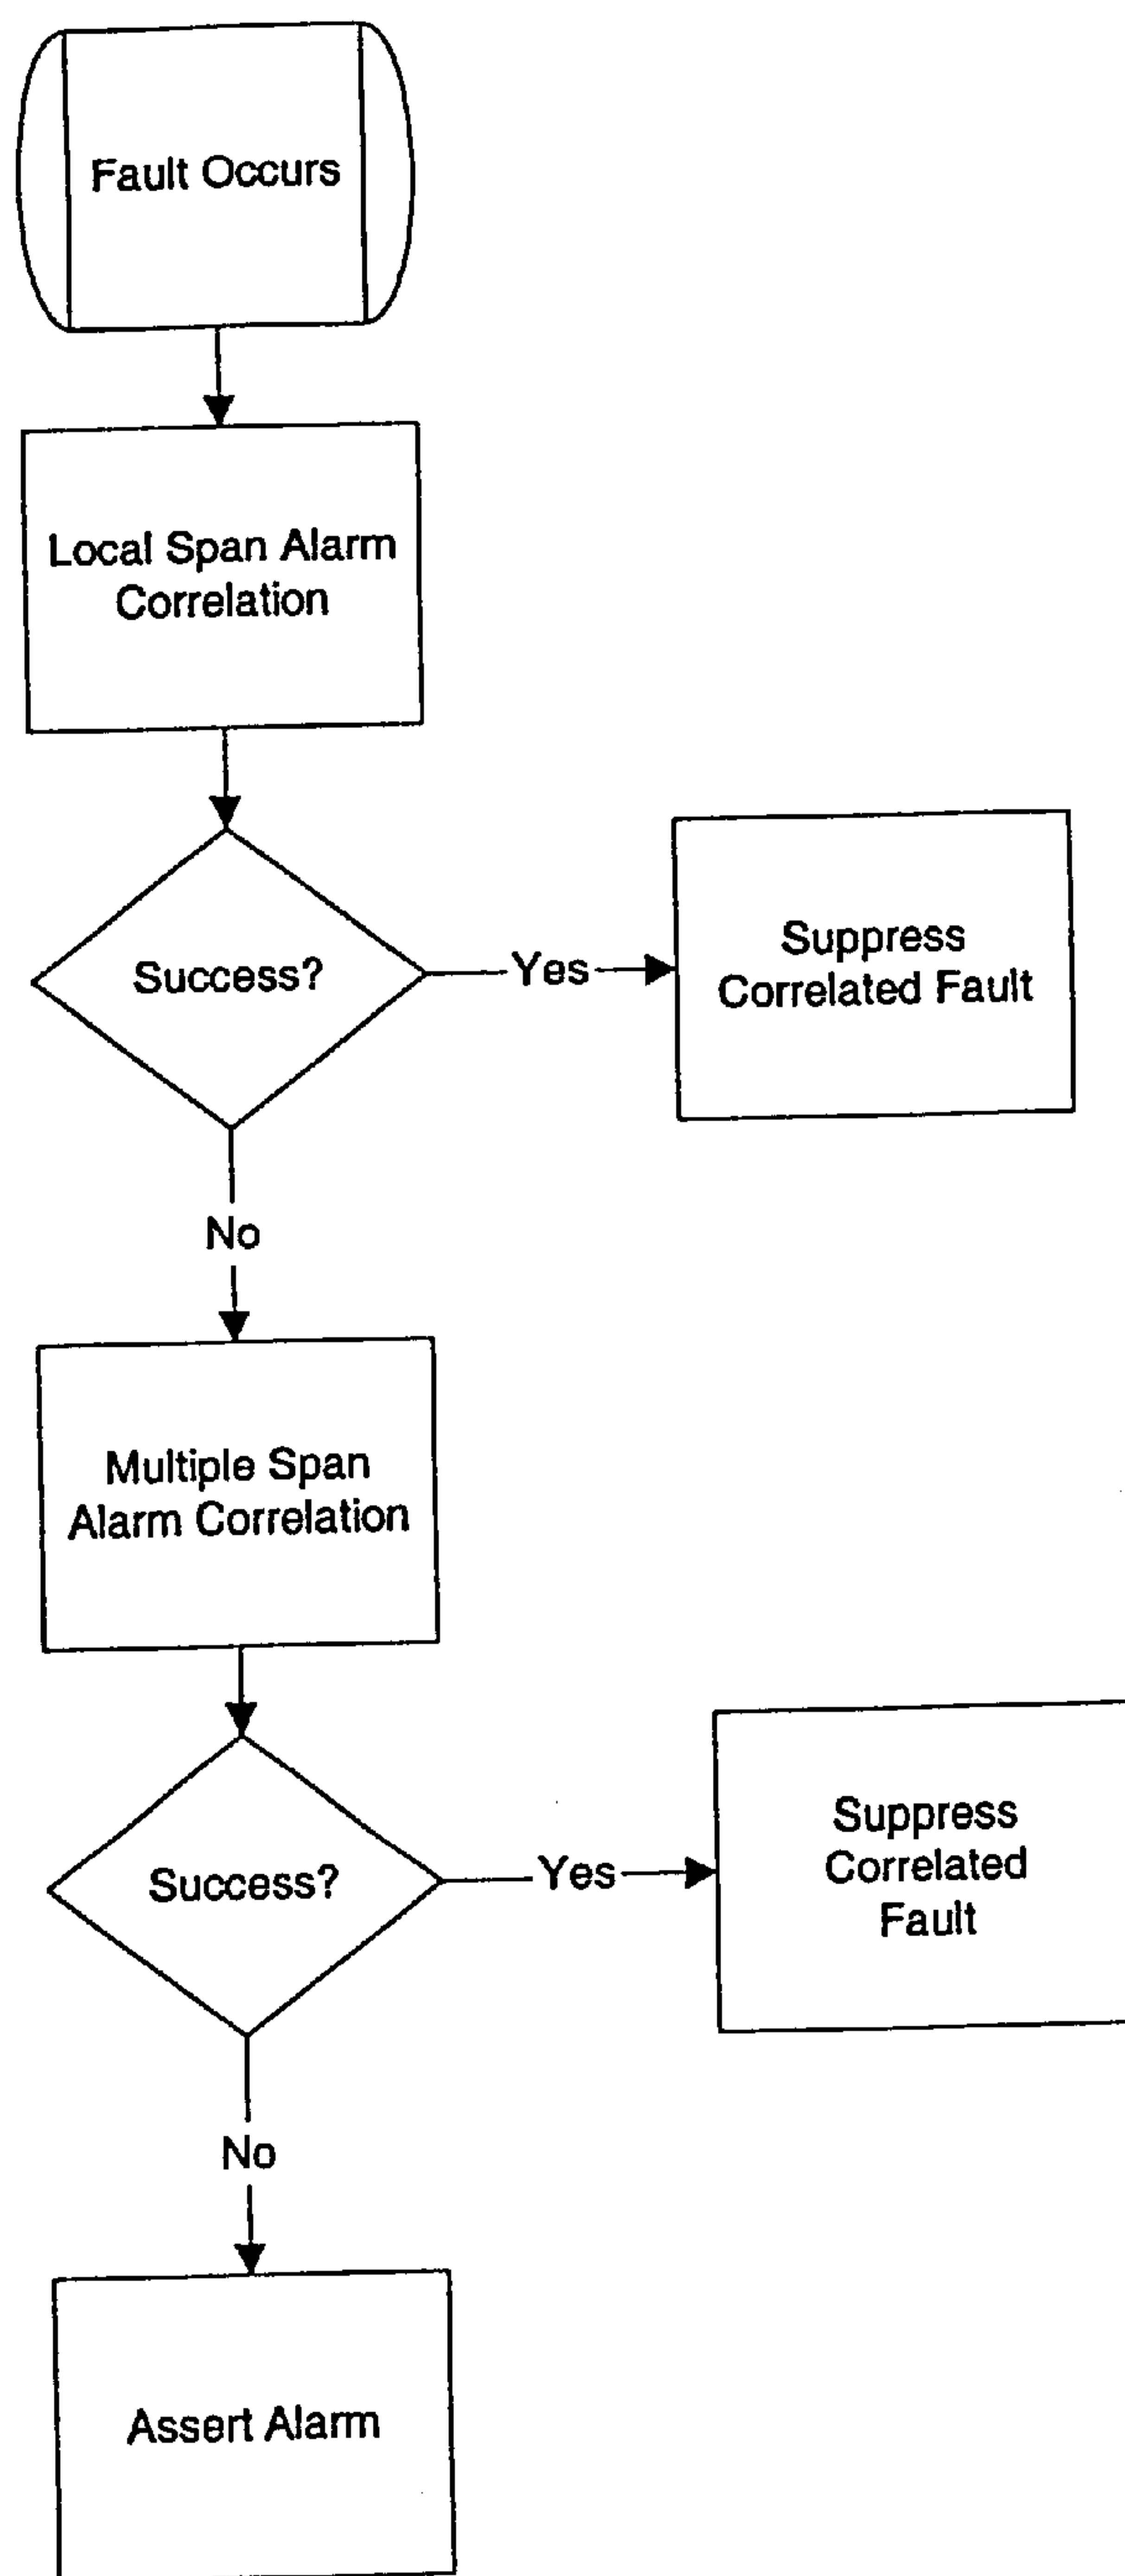 Fault Occurs
Local Span Alarm
Correlation
Success?
Yes
Suppress
Correlated Fault
No
Multiple Span
Alarm Correlation
Success?
Yes
Suppress
Correlated
Fault
No
Assert Alarm